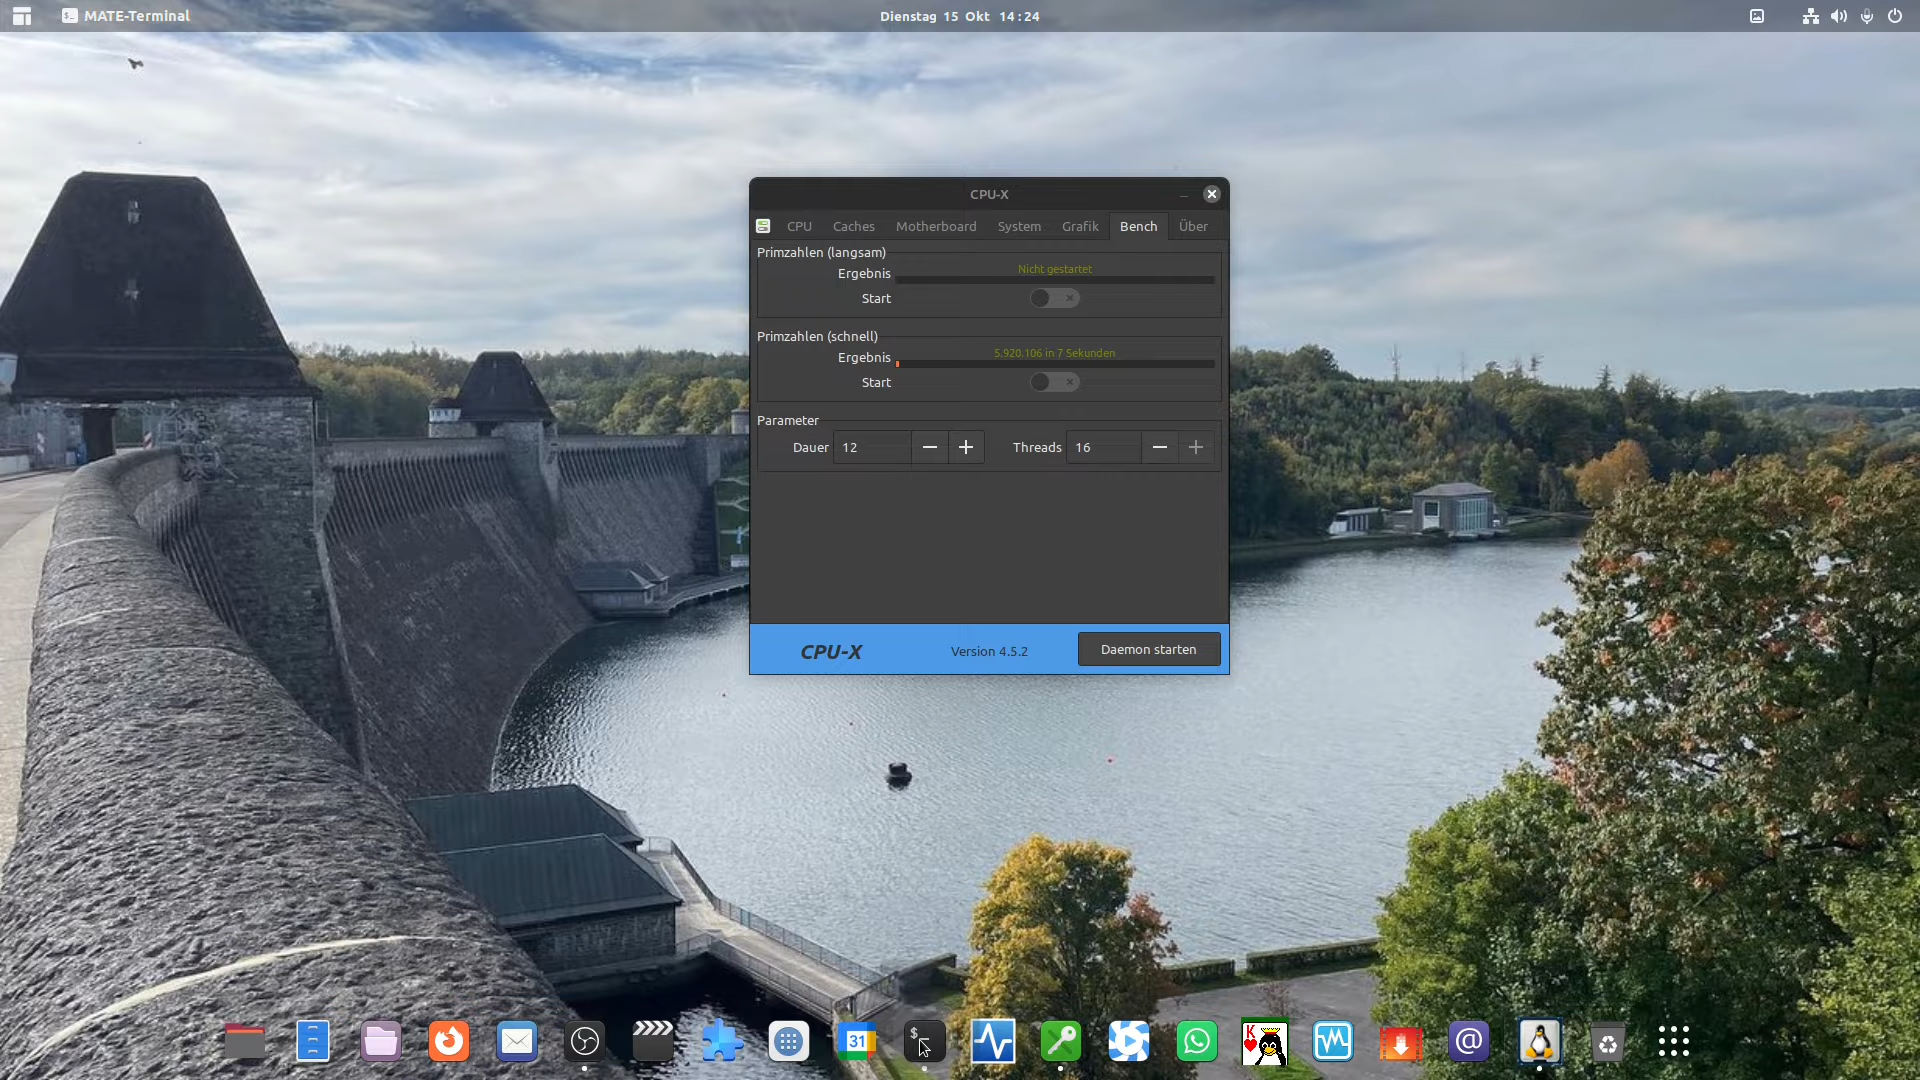 MATE-Terminal
Dienstag 15 Okt 14:24
CPU-X
CPU Caches Motherboard System Grafik Bench Über
Primzahlen (langsam)
Ergebnis Nicht gestartet
Start
Primzahlen (schnell)
Ergebnis 5.920.106 in 7 Sekunden
Start
Parameter
Dauer 12 Threads 16
CPU-X Version 4.5.2 Daemon starten
31 $_ K @